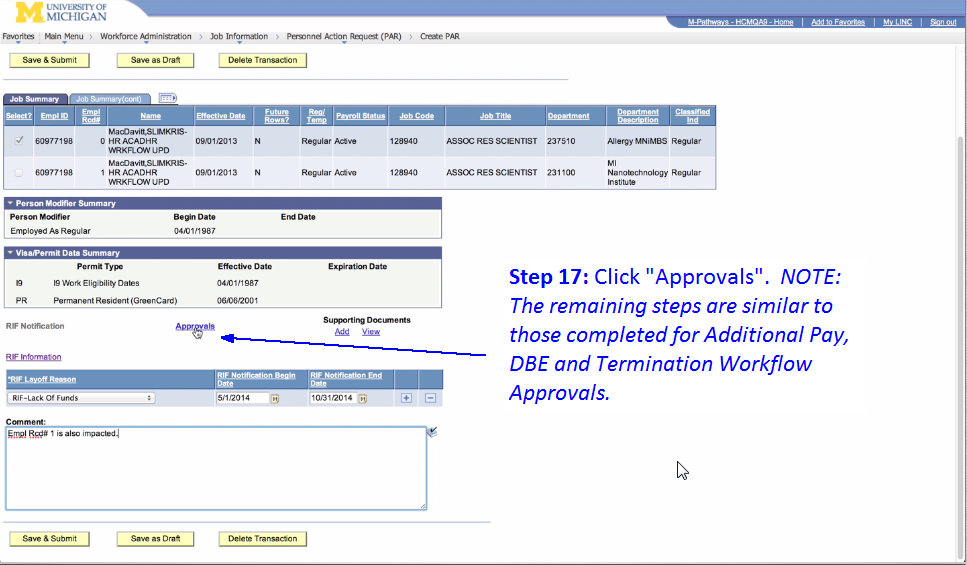 M UNIVERSITY OF MICHIGAN
M-Pathways - HCMQA9 - Home | Add to Favorites | My LINC | Sign out
Favorites Main Menu > Workforce Administration > Job Information > Personnel Action Request (PAR) > Create PAR
Save & Submit Save as Draft Delete Transaction
Job Summary Job Summary(cont)
Select? Empl ID Empl Rcd# Name Effective Date Future Rows? Reg/Temp Payroll Status Job Code Job Title Department Department Description Classified Ind
60977198 0 MacDavitt,SLIMKRIS-HR ACADHR WRKFLOW UPD 09/01/2013 N Regular Active 128940 ASSOC RES SCIENTIST 237510 Allergy MNiMBS Regular
60977198 1 MacDavitt,SLIMKRIS-HR ACADHR WRKFLOW UPD 09/01/2013 N Regular Active 128940 ASSOC RES SCIENTIST 231100 MI Nanotechnology Institute Regular
Person Modifier Summary
Person Modifier Begin Date End Date
Employed As Regular 04/01/1987
Visa/Permit Data Summary
Permit Type Effective Date Expiration Date
I9 I9 Work Eligibility Dates 04/01/1987
PR Permanent Resident (GreenCard) 06/06/2001
RIF Notification Approvals Supporting Documents
Add View
RIF Information
*RIF Layoff Reason RIF Notification Begin Date RIF Notification End Date
RIF-Lack Of Funds 5/1/2014 10/31/2014
Comment:
Empl Rcd# 1 is also impacted.
Save & Submit Save as Draft Delete Transaction
Step 17: Click "Approvals". NOTE:
The remaining steps are similar to
those completed for Additional Pay,
DBE and Termination Workflow
Approvals.